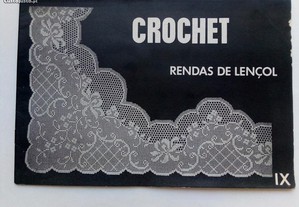 CROCHET
RENDAS DE LENÇOL
IX